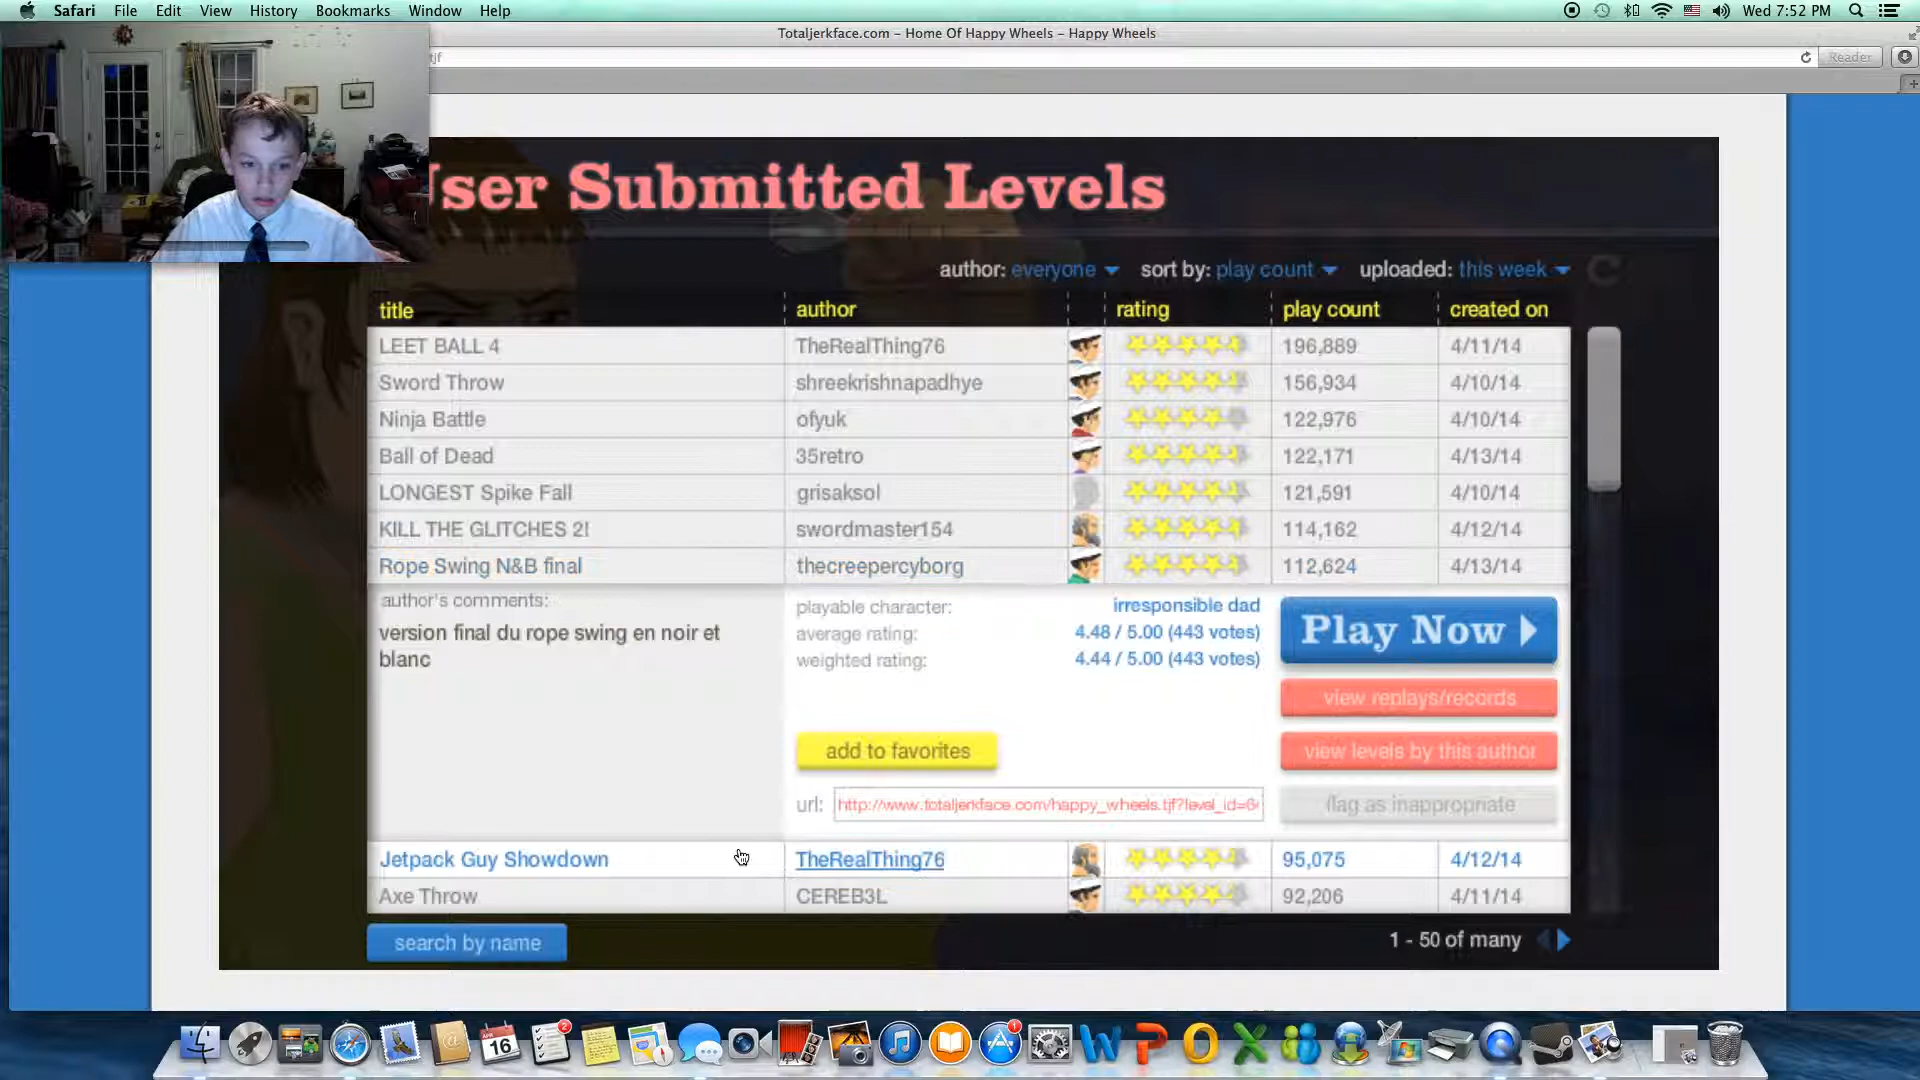 Safari File Edit View History Bookmarks Window Help Wed 7:52 PM
Totaljerkface.com – Home Of Happy Wheels – Happy Wheels
tjf Reader
User Submitted Levels
author: everyone sort by: play count uploaded: this week
title author rating play count created on
LEET BALL 4 TheRealThing76 196,889 4/11/14
Sword Throw shreekrishnapadhye 156,934 4/10/14
Ninja Battle ofyuk 122,976 4/10/14
Ball of Dead 35retro 122,171 4/13/14
LONGEST Spike Fall grisaksol 121,591 4/10/14
KILL THE GLITCHES 2! swordmaster154 114,162 4/12/14
Rope Swing N&B final thecreepercyborg 112,624 4/13/14
author's comments:
version final du rope swing en noir et
blanc
playable character: irresponsible dad
average rating: 4.48 / 5.00 (443 votes)
weighted rating: 4.44 / 5.00 (443 votes)
Play Now
view replays/records
add to favorites
view levels by this author
url: http://www.totaljerkface.com/happy_wheels.tjf?level_id=6
flag as inappropriate
Jetpack Guy Showdown TheRealThing76 95,075 4/12/14
Axe Throw CEREB3L 92,206 4/11/14
search by name
1 - 50 of many
APR 16 2 1